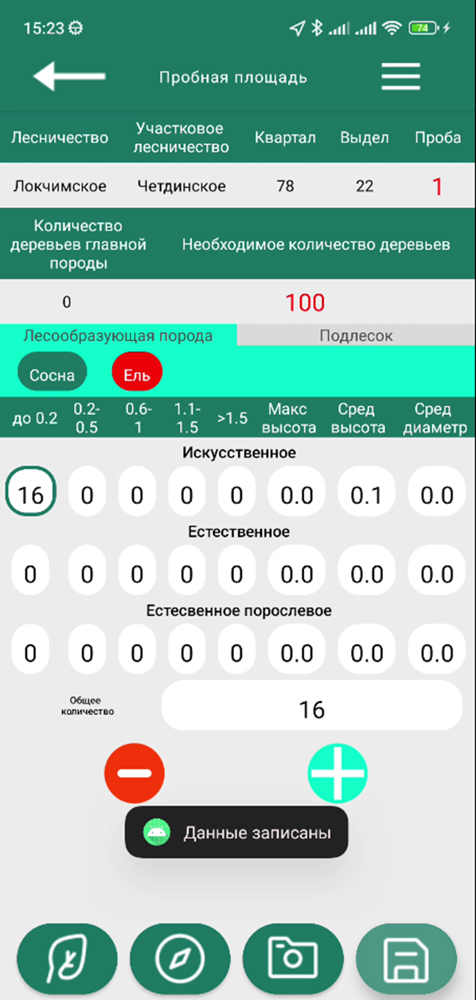 15:23 74
Пробная площадь
Лесничество Участковое лесничество Квартал Выдел Проба
Локчимское Четдинское 78 22 1
Количество деревьев главной породы Необходимое количество деревьев
0 100
Лесообразующая порода Подлесок
Сосна Ель
до 0.2 0.2-0.5 0.6-1 1.1-1.5 >1.5 Макс высота Сред высота Сред диаметр
Искусственное
16 0 0 0 0 0.0 0.1 0.0
Естественное
0 0 0 0 0 0.0 0.0 0.0
Естесвенное порослевое
0 0 0 0 0 0.0 0.0 0.0
Общее количество 16
Данные записаны